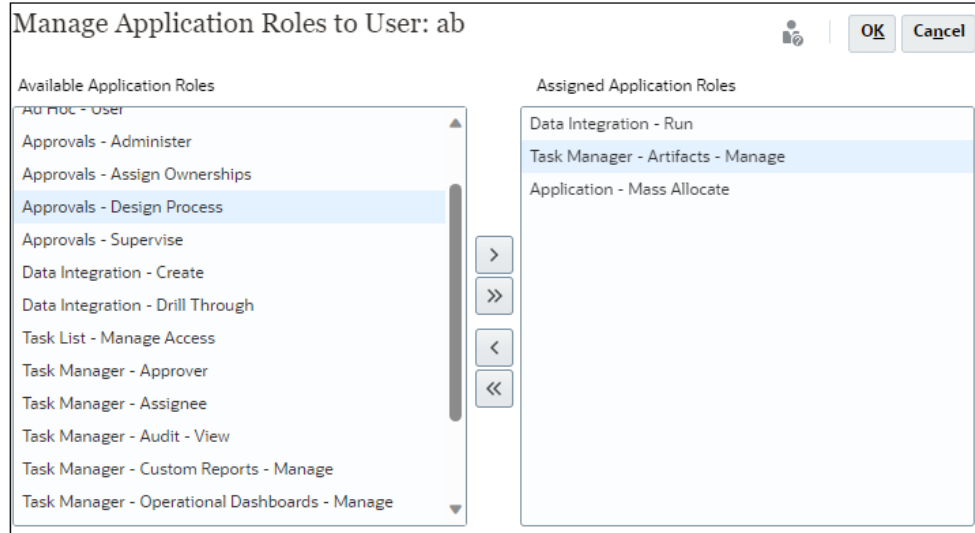 Manage Application Roles to User: ab
OK
Cancel
Available Application Roles
Assigned Application Roles
Ad Hoc - User
Approvals - Administer
Approvals - Assign Ownerships
Approvals - Design Process
Approvals - Supervise
Data Integration - Create
Data Integration - Drill Through
Task List - Manage Access
Task Manager - Approver
Task Manager - Assignee
Task Manager - Audit - View
Task Manager - Custom Reports - Manage
Task Manager - Operational Dashboards - Manage
Data Integration - Run
Task Manager - Artifacts - Manage
Application - Mass Allocate